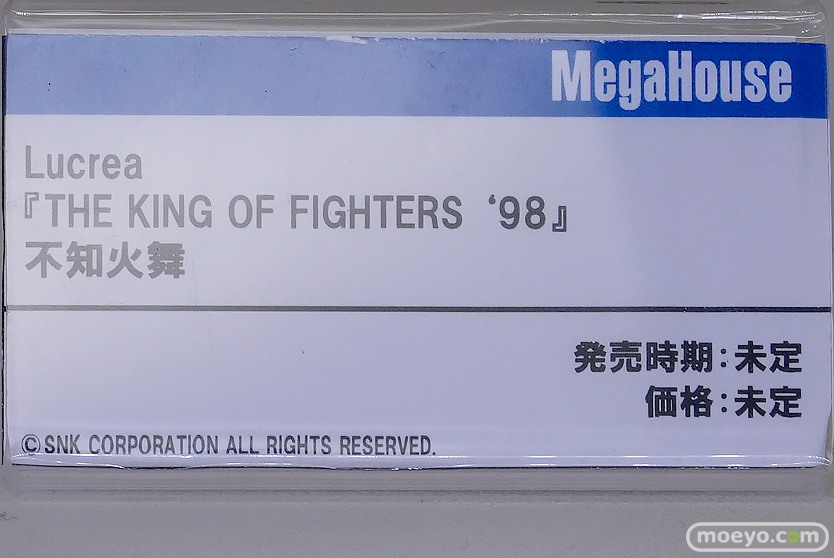 MegaHouse
Lucrea
『THE KING OF FIGHTERS ‘98』
不知火舞
発売時期：未定
価格：未定
©SNK CORPORATION ALL RIGHTS RESERVED.
moeyo.com